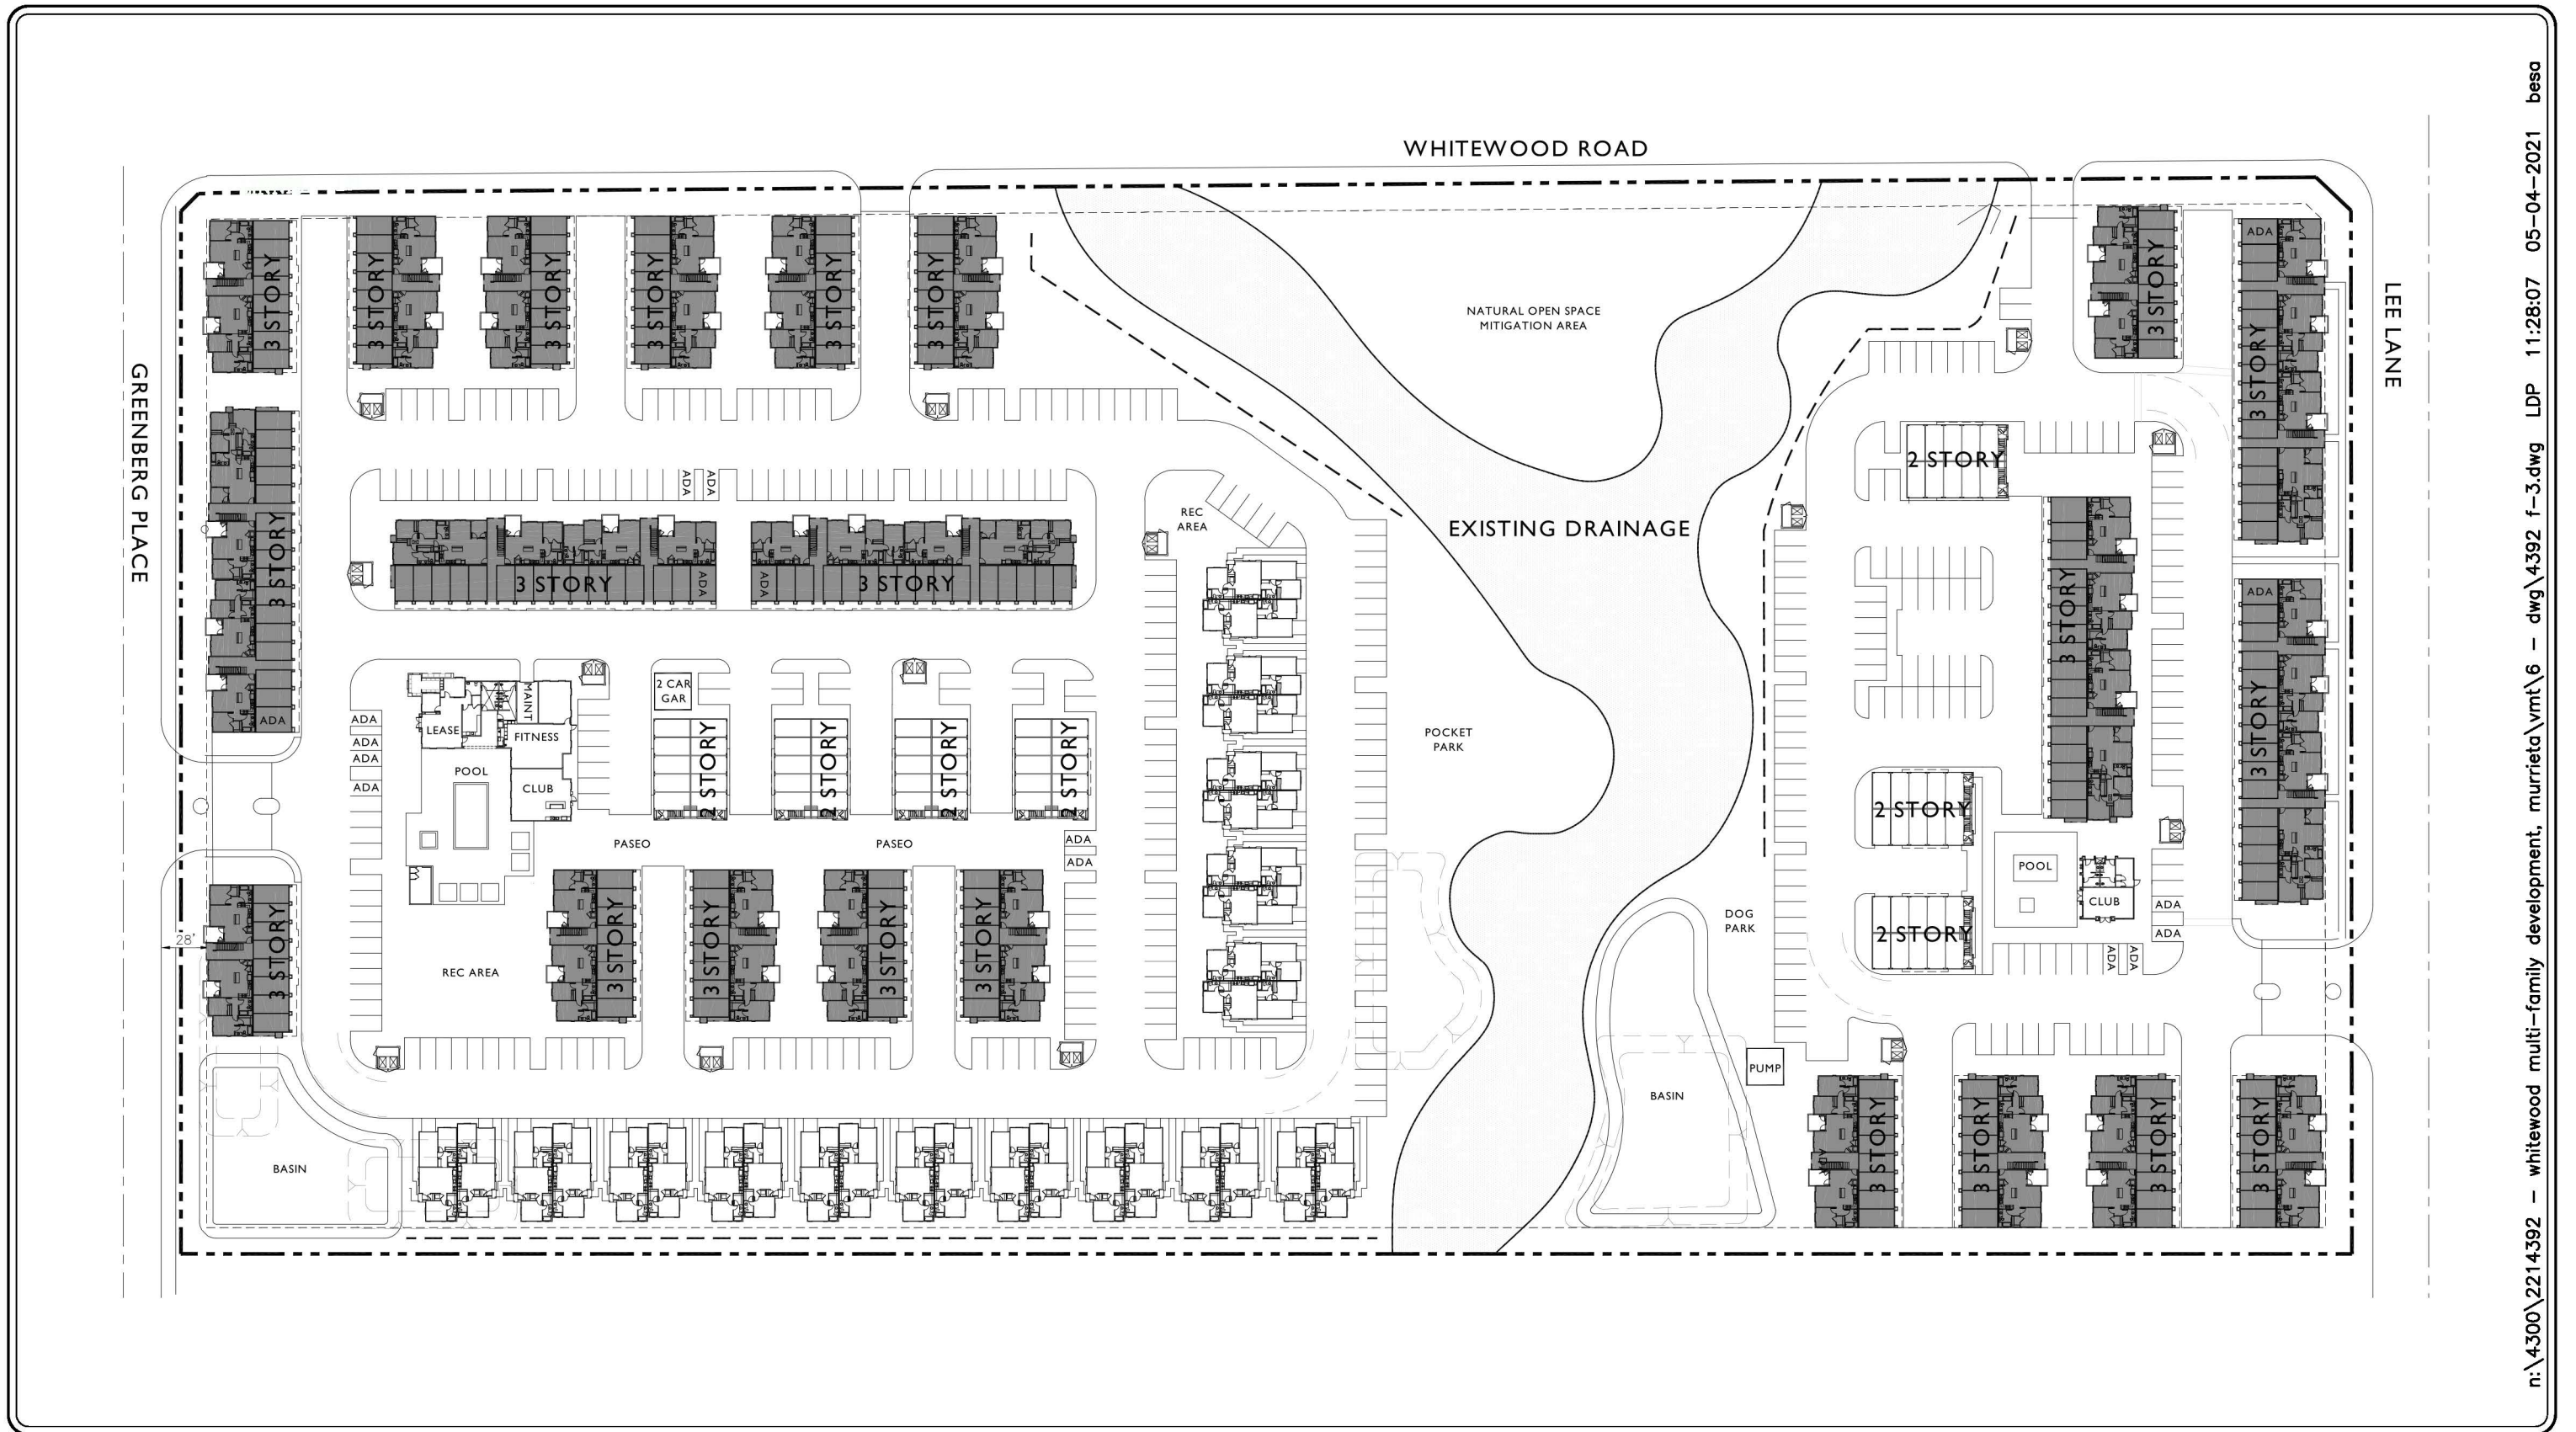 WHITEWOOD ROAD
GREENBERG PLACE
LEE LANE
n:\4300\2214392 - whitewood multi-family development, murrieta\vmt\6 - dwg\4392 f-3.dwg LDP 11:28:07 05-04-2021 besa
3 STORY
3 STORY
3 STORY
3 STORY
3 STORY
3 STORY
3 STORY
ADA
3 STORY
NATURAL OPEN SPACE
MITIGATION AREA
2 STORY
ADA
ADA
REC
AREA
EXISTING DRAINAGE
3 STORY
ADA
3 STORY
ADA
ADA
3 STORY
3 STORY
ADA
3 STORY
2 CAR
GAR
MAINT
LEASE
FITNESS
ADA
ADA
ADA
ADA
POOL
CLUB
2 STORY
2 STORY
2 STORY
2 STORY
POCKET
PARK
2 STORY
PASEO
PASEO
ADA
ADA
POOL
CLUB
ADA
ADA
ADA
ADA
28'
3 STORY
REC AREA
3 STORY
3 STORY
3 STORY
3 STORY
DOG
PARK
2 STORY
PUMP
BASIN
BASIN
ADA
3 STORY
3 STORY
3 STORY
3 STORY